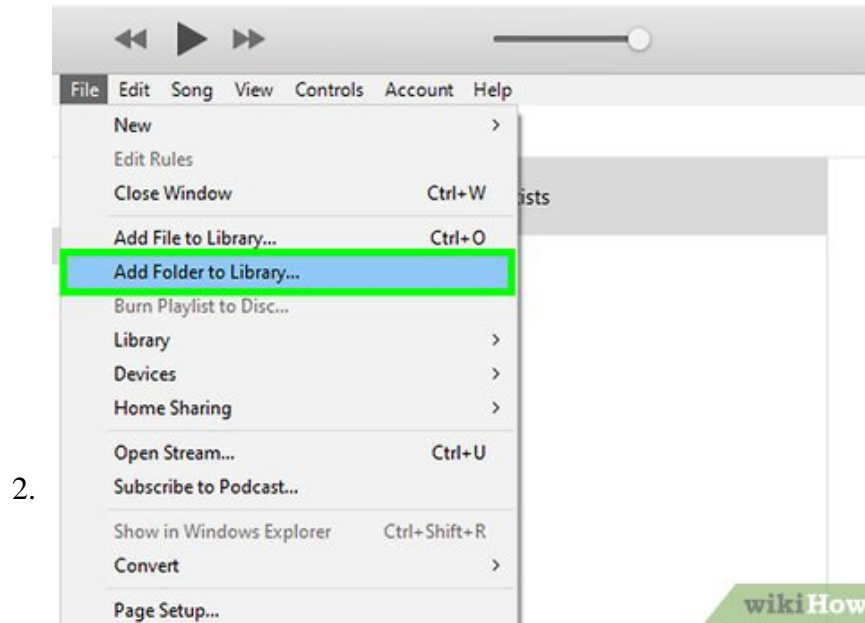 File Edit Song View Controls Account Help
New >
Edit Rules
Close Window Ctrl+W
ists
Add File to Library... Ctrl+O
Add Folder to Library...
Burn Playlist to Disc...
Library >
Devices >
Home Sharing >
Open Stream... Ctrl+U
2.
Subscribe to Podcast...
Show in Windows Explorer Ctrl+Shift+R
Convert >
Page Setup...
wikiHow